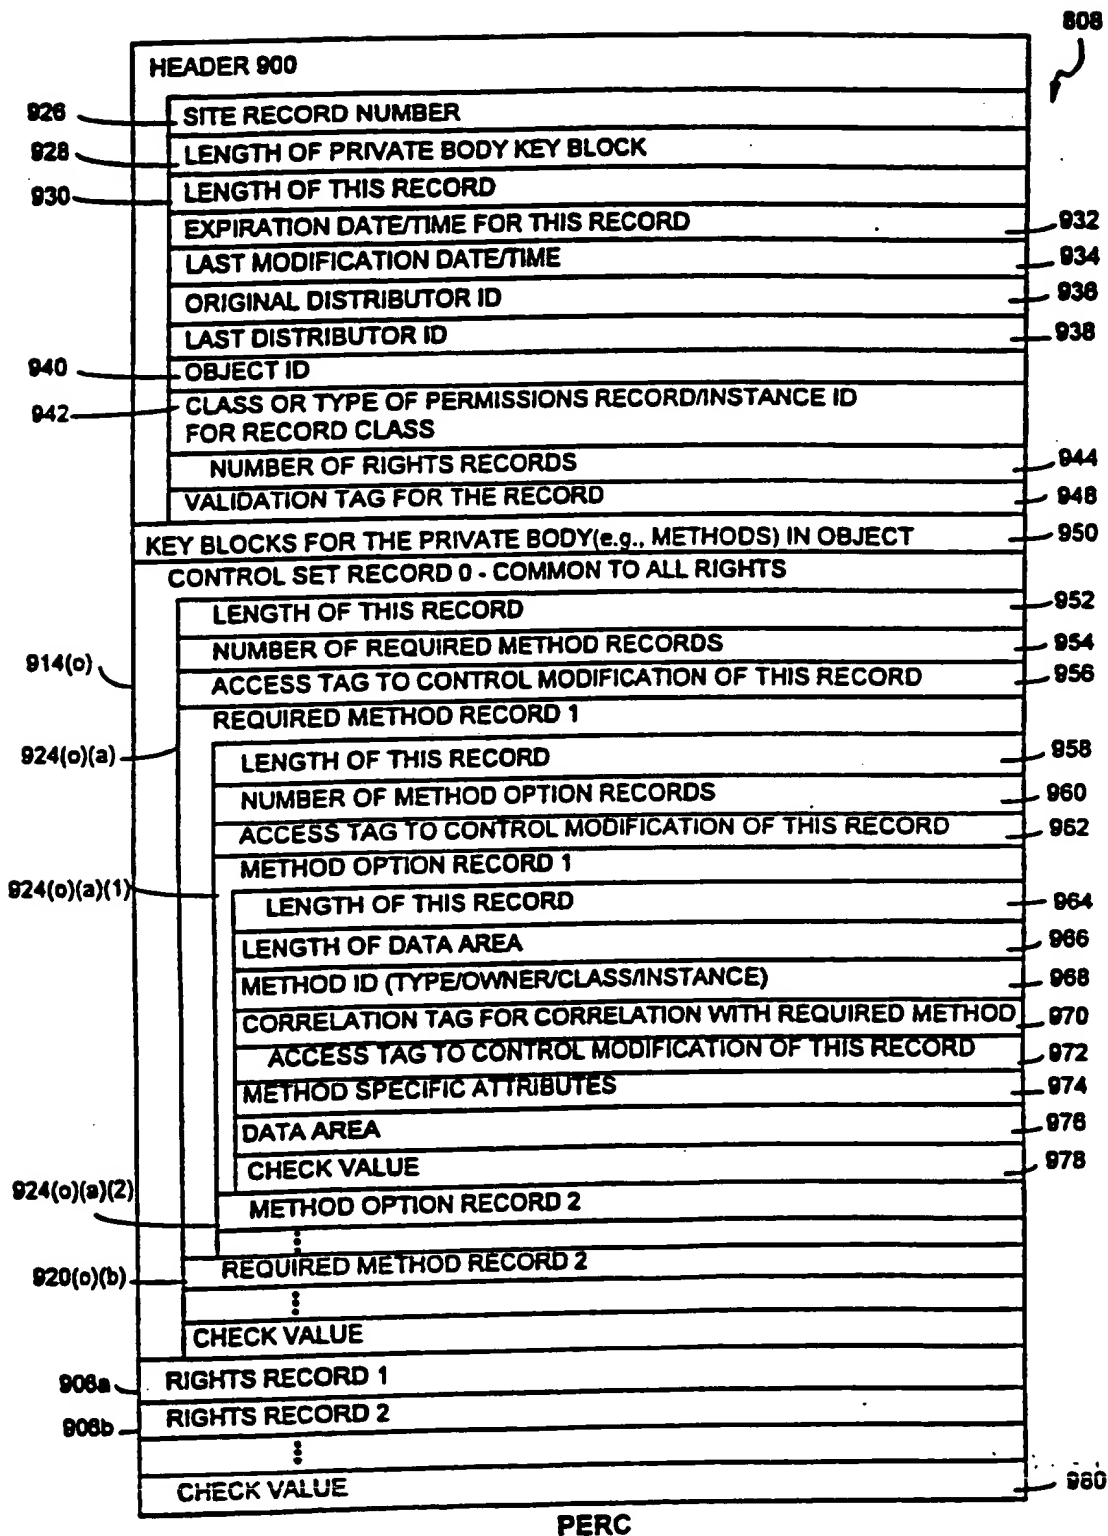 808
HEADER 900
926 SITE RECORD NUMBER
928 LENGTH OF PRIVATE BODY KEY BLOCK
930 LENGTH OF THIS RECORD
EXPIRATION DATE/TIME FOR THIS RECORD 932
LAST MODIFICATION DATE/TIME 934
ORIGINAL DISTRIBUTOR ID 936
LAST DISTRIBUTOR ID 938
940 OBJECT ID
942 CLASS OR TYPE OF PERMISSIONS RECORD/INSTANCE ID
FOR RECORD CLASS
NUMBER OF RIGHTS RECORDS 944
VALIDATION TAG FOR THE RECORD 948
KEY BLOCKS FOR THE PRIVATE BODY(e.g., METHODS) IN OBJECT 950
CONTROL SET RECORD 0 - COMMON TO ALL RIGHTS
LENGTH OF THIS RECORD 952
NUMBER OF REQUIRED METHOD RECORDS 954
914(o) ACCESS TAG TO CONTROL MODIFICATION OF THIS RECORD 956
REQUIRED METHOD RECORD 1
924(o)(a) LENGTH OF THIS RECORD 958
NUMBER OF METHOD OPTION RECORDS 960
ACCESS TAG TO CONTROL MODIFICATION OF THIS RECORD 962
METHOD OPTION RECORD 1
924(o)(a)(1) LENGTH OF THIS RECORD 964
LENGTH OF DATA AREA 966
METHOD ID (TYPE/OWNER/CLASS/INSTANCE) 968
CORRELATION TAG FOR CORRELATION WITH REQUIRED METHOD 970
ACCESS TAG TO CONTROL MODIFICATION OF THIS RECORD 972
METHOD SPECIFIC ATTRIBUTES 974
DATA AREA 976
CHECK VALUE 978
924(o)(a)(2) METHOD OPTION RECORD 2
920(o)(b) REQUIRED METHOD RECORD 2
CHECK VALUE
906a RIGHTS RECORD 1
906b RIGHTS RECORD 2
CHECK VALUE 980
PERC